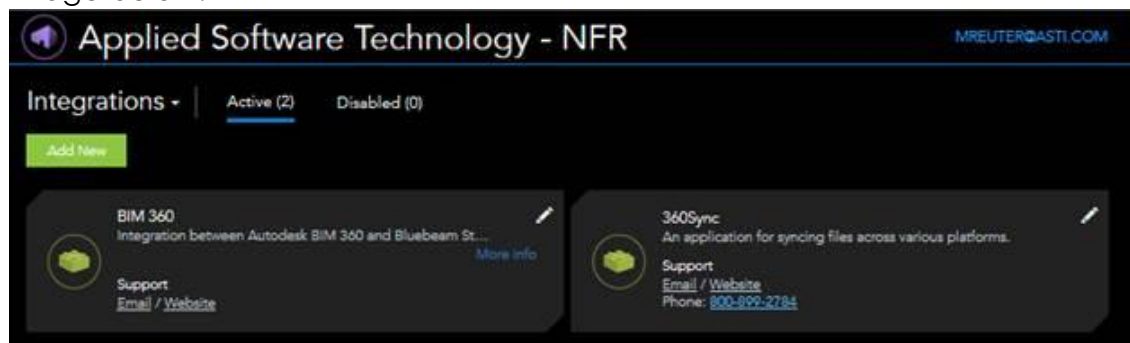 Applied Software Technology - NFR
MREUTER@ASTI.COM
Integrations
Active (2)
Disabled (0)
Add New
BIM 360
Integration between Autodesk BIM 360 and Bluebeam St...
More info
Support
Email / Website
360Sync
An application for syncing files across various platforms.
Support
Email / Website
Phone: 800-899-2784